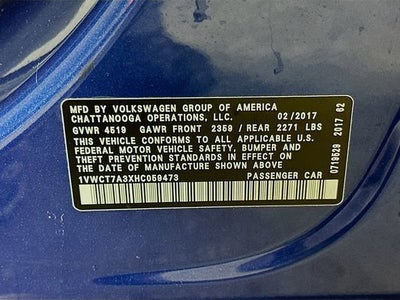 MFD BY VOLKSWAGEN GROUP OF AMERICA
CHATTANOOGA OPERATIONS, LLC. 02/2017
GVWR 4519 GAWR FRONT 2359 / REAR 2271 LBS
THIS VEHICLE CONFORMS TO ALL APPLICABLE U.S.
FEDERAL MOTOR VEHICLE SAFETY, BUMPER AND
THEFT PREVENTION STANDARDS IN EFFECT ON
THE DATE OF MANUFACTURE SHOWN ABOVE
1VWCT7A3XHC059473 PASSENGER CAR
0719529 2017 62